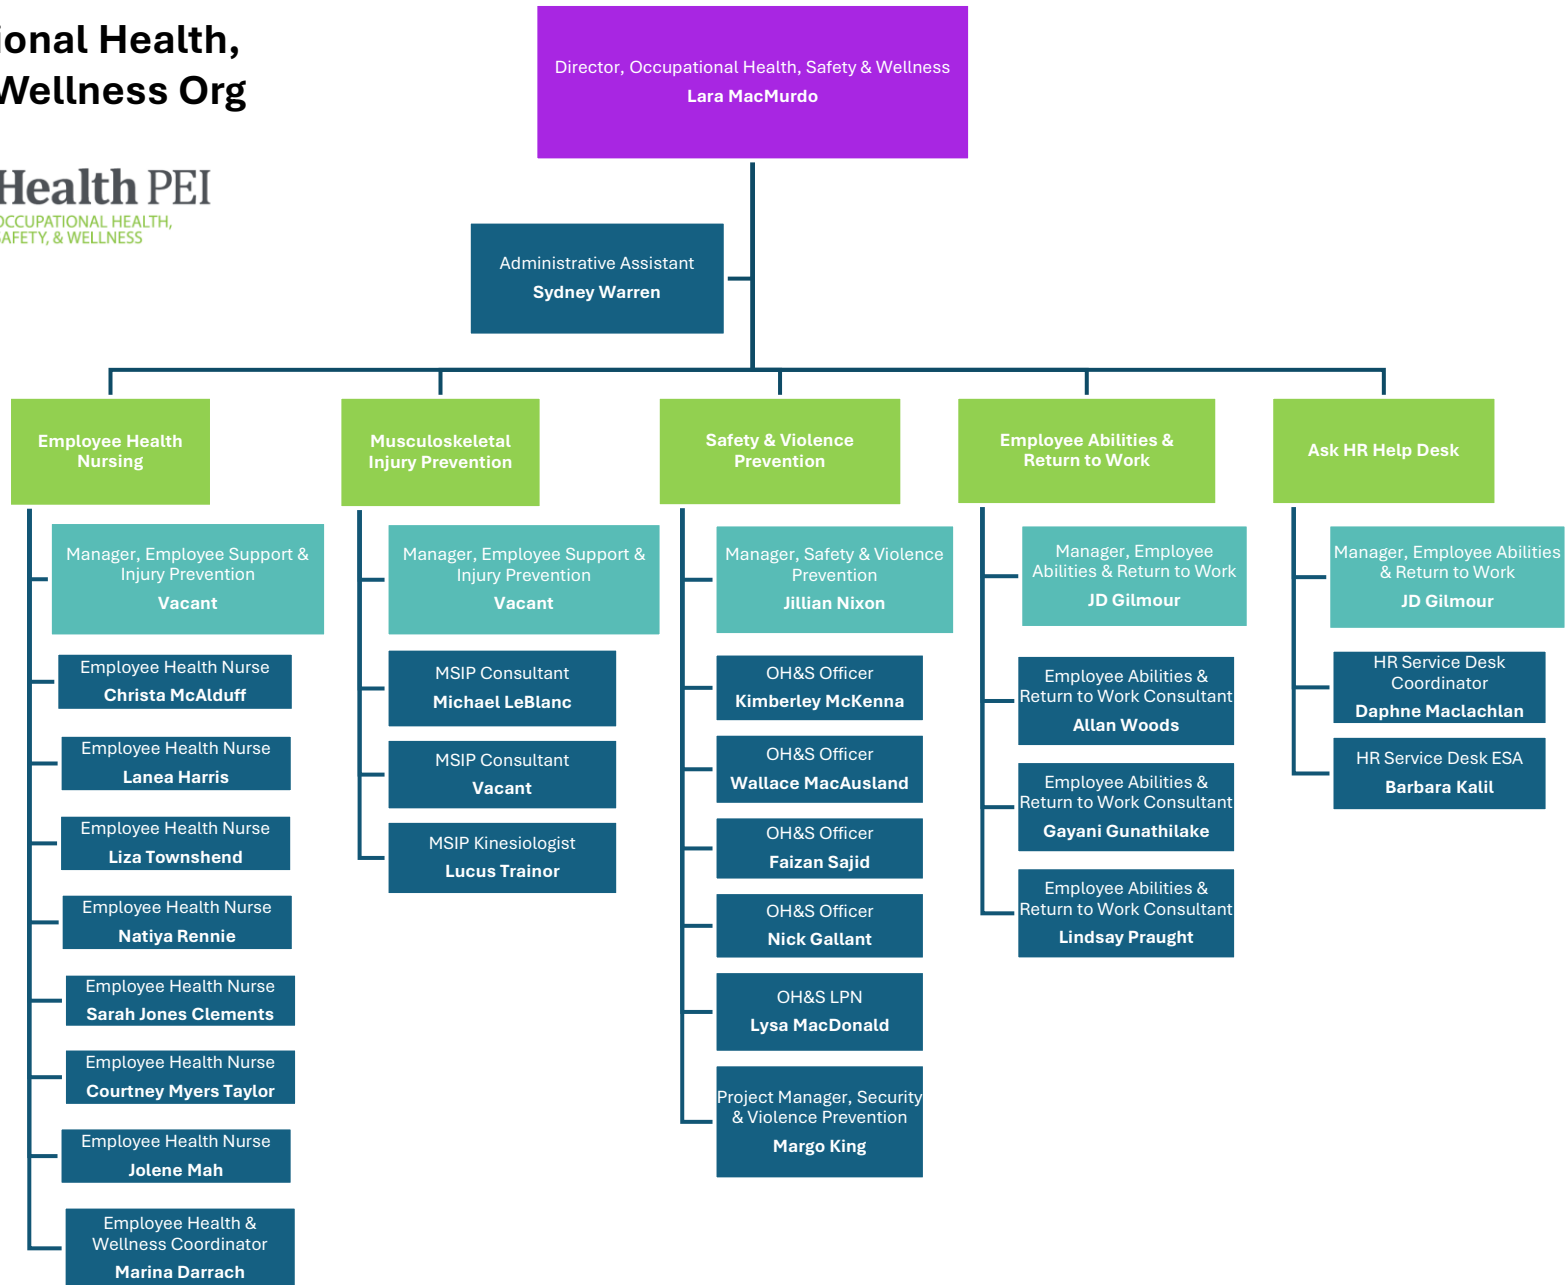 ional Health,
Wellness Org
Health PEI
OCCUPATIONAL HEALTH,
SAFETY, & WELLNESS
Director, Occupational Health, Safety & Wellness
Lara MacMurdo
Administrative Assistant
Sydney Warren
Employee Health
Nursing
Manager, Employee Support &
Injury Prevention
Vacant
Employee Health Nurse
Christa McAlduff
Employee Health Nurse
Lanea Harris
Employee Health Nurse
Liza Townshend
Employee Health Nurse
Natiya Rennie
Employee Health Nurse
Sarah Jones Clements
Employee Health Nurse
Courtney Myers Taylor
Employee Health Nurse
Jolene Mah
Employee Health &
Wellness Coordinator
Marina Darrach
Musculoskeletal
Injury Prevention
Manager, Employee Support &
Injury Prevention
Vacant
MSIP Consultant
Michael LeBlanc
MSIP Consultant
Vacant
MSIP Kinesiologist
Lucus Trainor
Safety & Violence
Prevention
Manager, Safety & Violence
Prevention
Jillian Nixon
OH&S Officer
Kimberley McKenna
OH&S Officer
Wallace MacAusland
OH&S Officer
Faizan Sajid
OH&S Officer
Nick Gallant
OH&S LPN
Lysa MacDonald
Project Manager, Security
& Violence Prevention
Margo King
Employee Abilities &
Return to Work
Manager, Employee
Abilities & Return to Work
JD Gilmour
Employee Abilities &
Return to Work Consultant
Allan Woods
Employee Abilities &
Return to Work Consultant
Gayani Gunathilake
Employee Abilities &
Return to Work Consultant
Lindsay Praught
Ask HR Help Desk
Manager, Employee Abilities
& Return to Work
JD Gilmour
HR Service Desk
Coordinator
Daphne Maclachlan
HR Service Desk ESA
Barbara Kalil